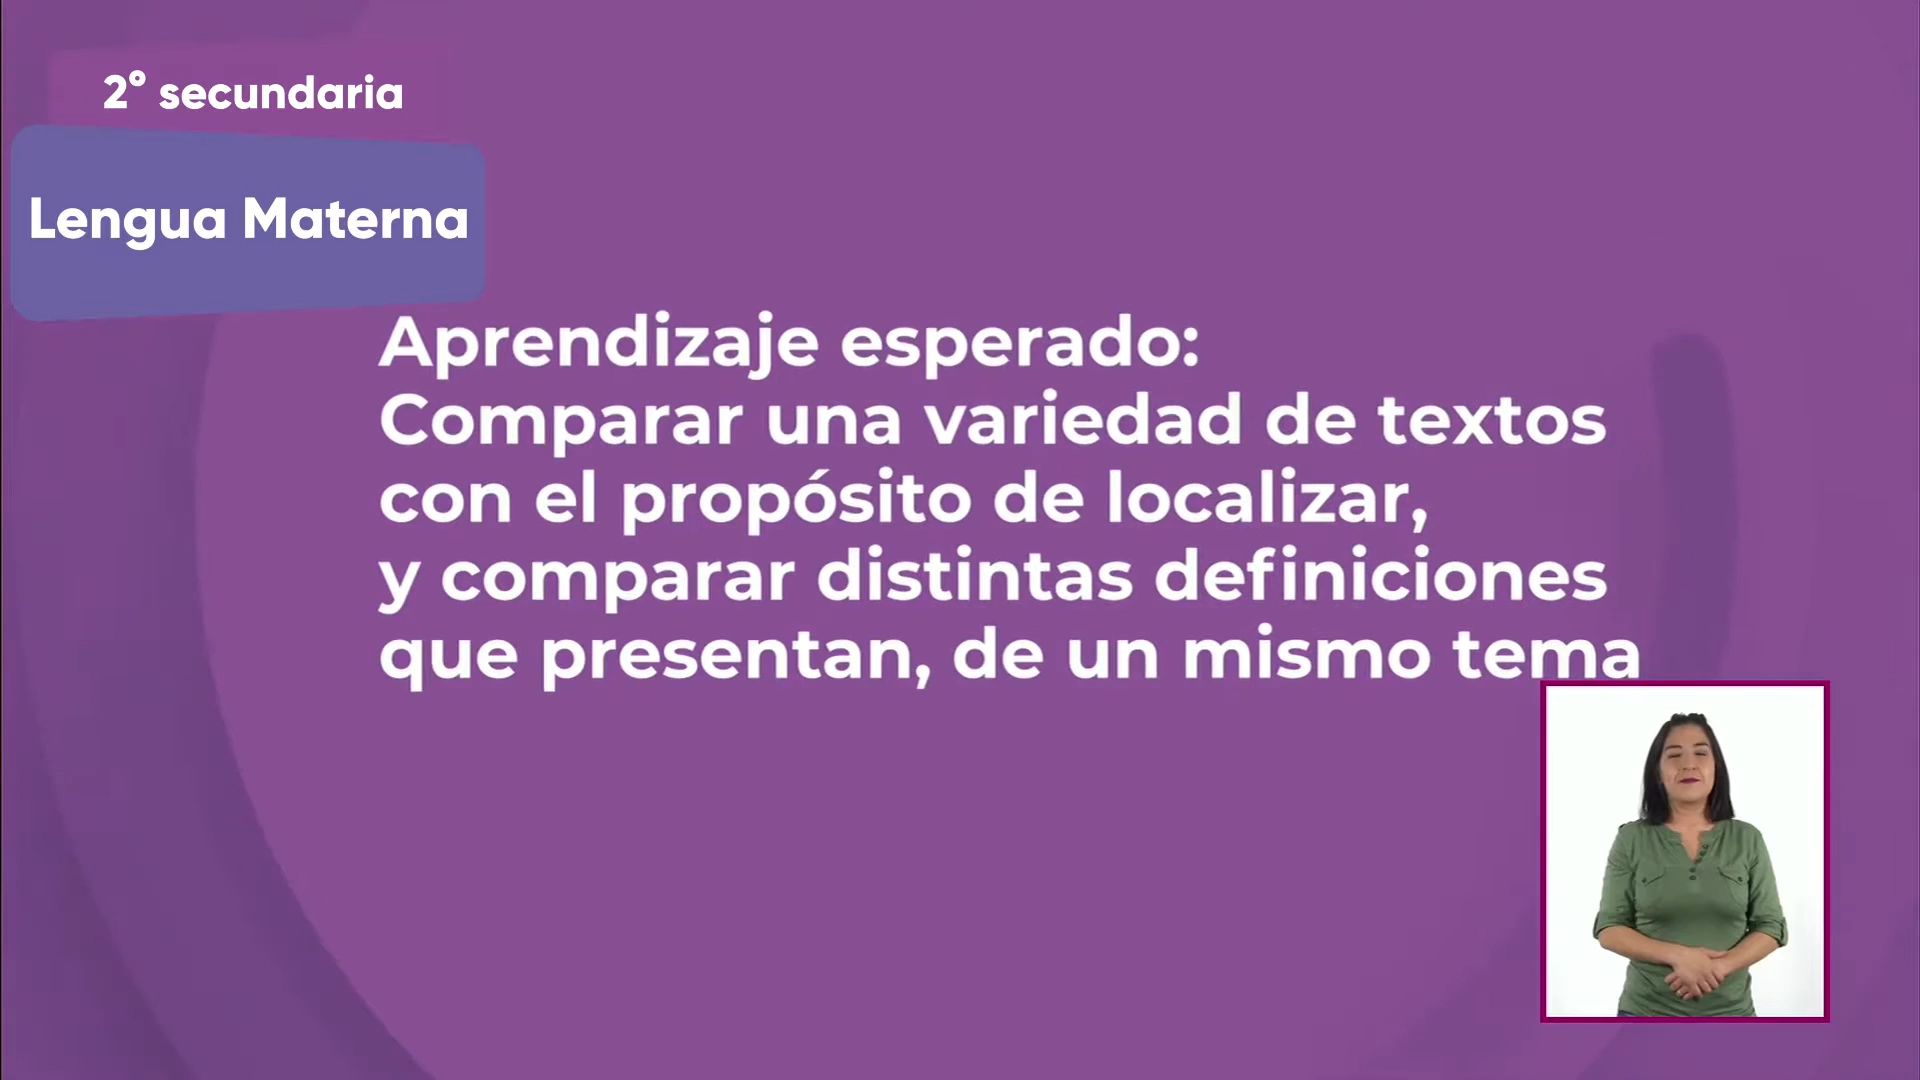 2° secundaria
Lengua Materna
Aprendizaje esperado:
Comparar una variedad de textos
con el propósito de localizar,
y comparar distintas definiciones
que presentan, de un mismo tema